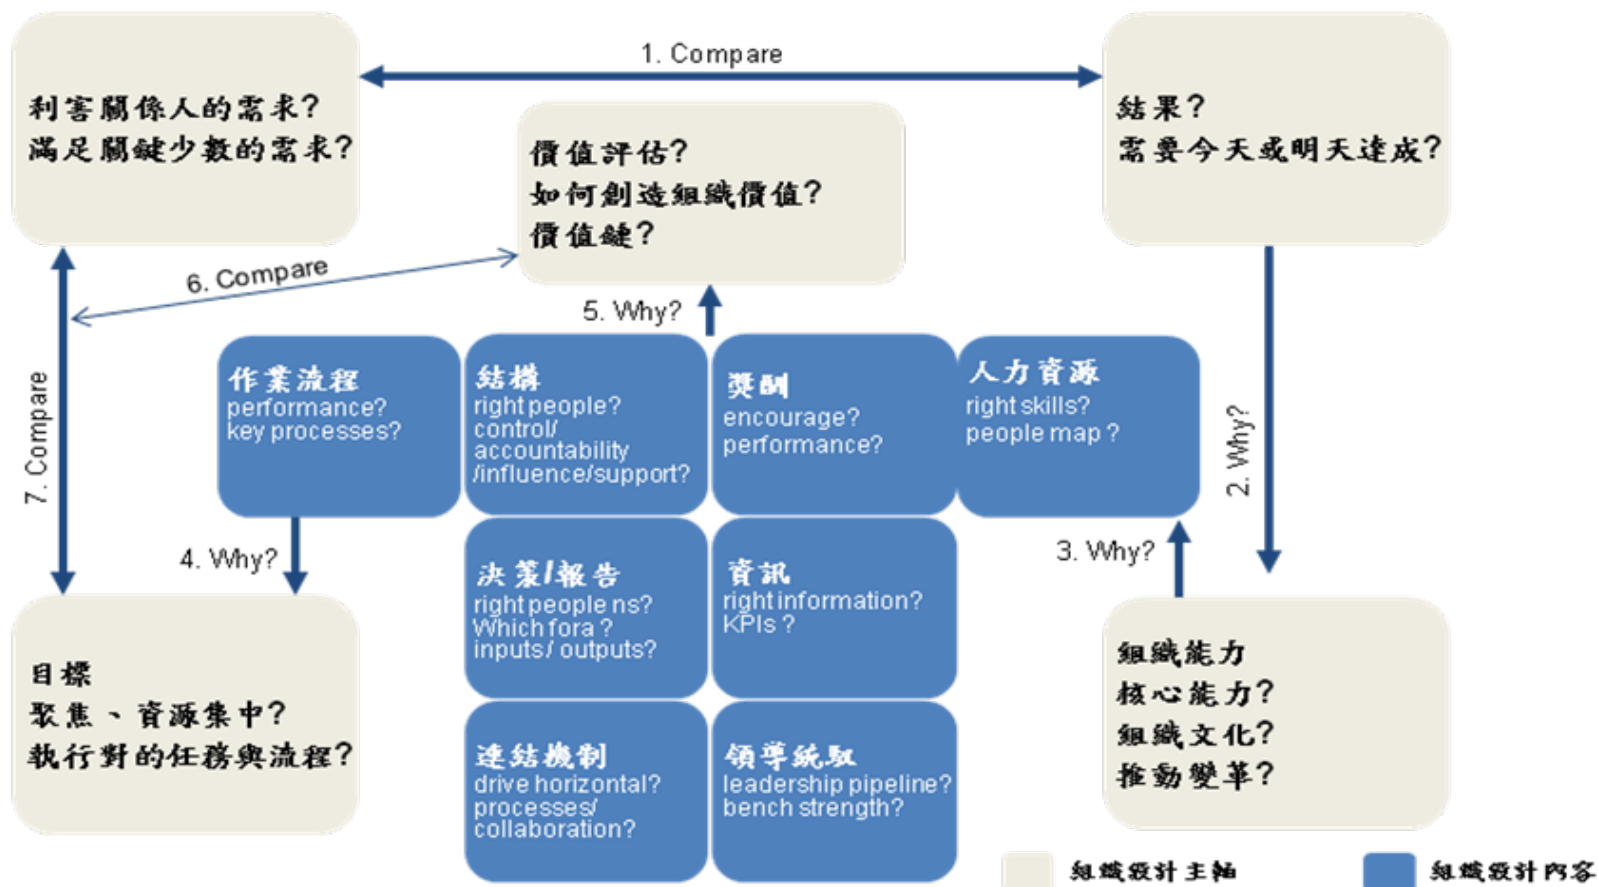 1. Compare
利害關係人的需求?
滿足關鍵少數的需求?
結果?
需要今天或明天達成?
價值評估?
如何創造組織價值?
價值鏈?
6. Compare
5. Why?
7. Compare
2. Why?
作業流程
performance?
key processes?
結構
right people?
control/
accountability
/influence/support?
獎酬
encourage?
performance?
人力資源
right skills?
people map ?
4. Why?
3. Why?
決策/報告
right people ns?
Which fora ?
inputs/ outputs?
資訊
right information?
KPIs ?
目標
聚焦、資源集中?
執行對的任務與流程?
組織能力
核心能力?
組織文化?
推動變革?
連結機制
drive horizontal?
processes/
collaboration?
領導統馭
leadership pipeline?
bench strength?
組織設計主軸
組織設計內容